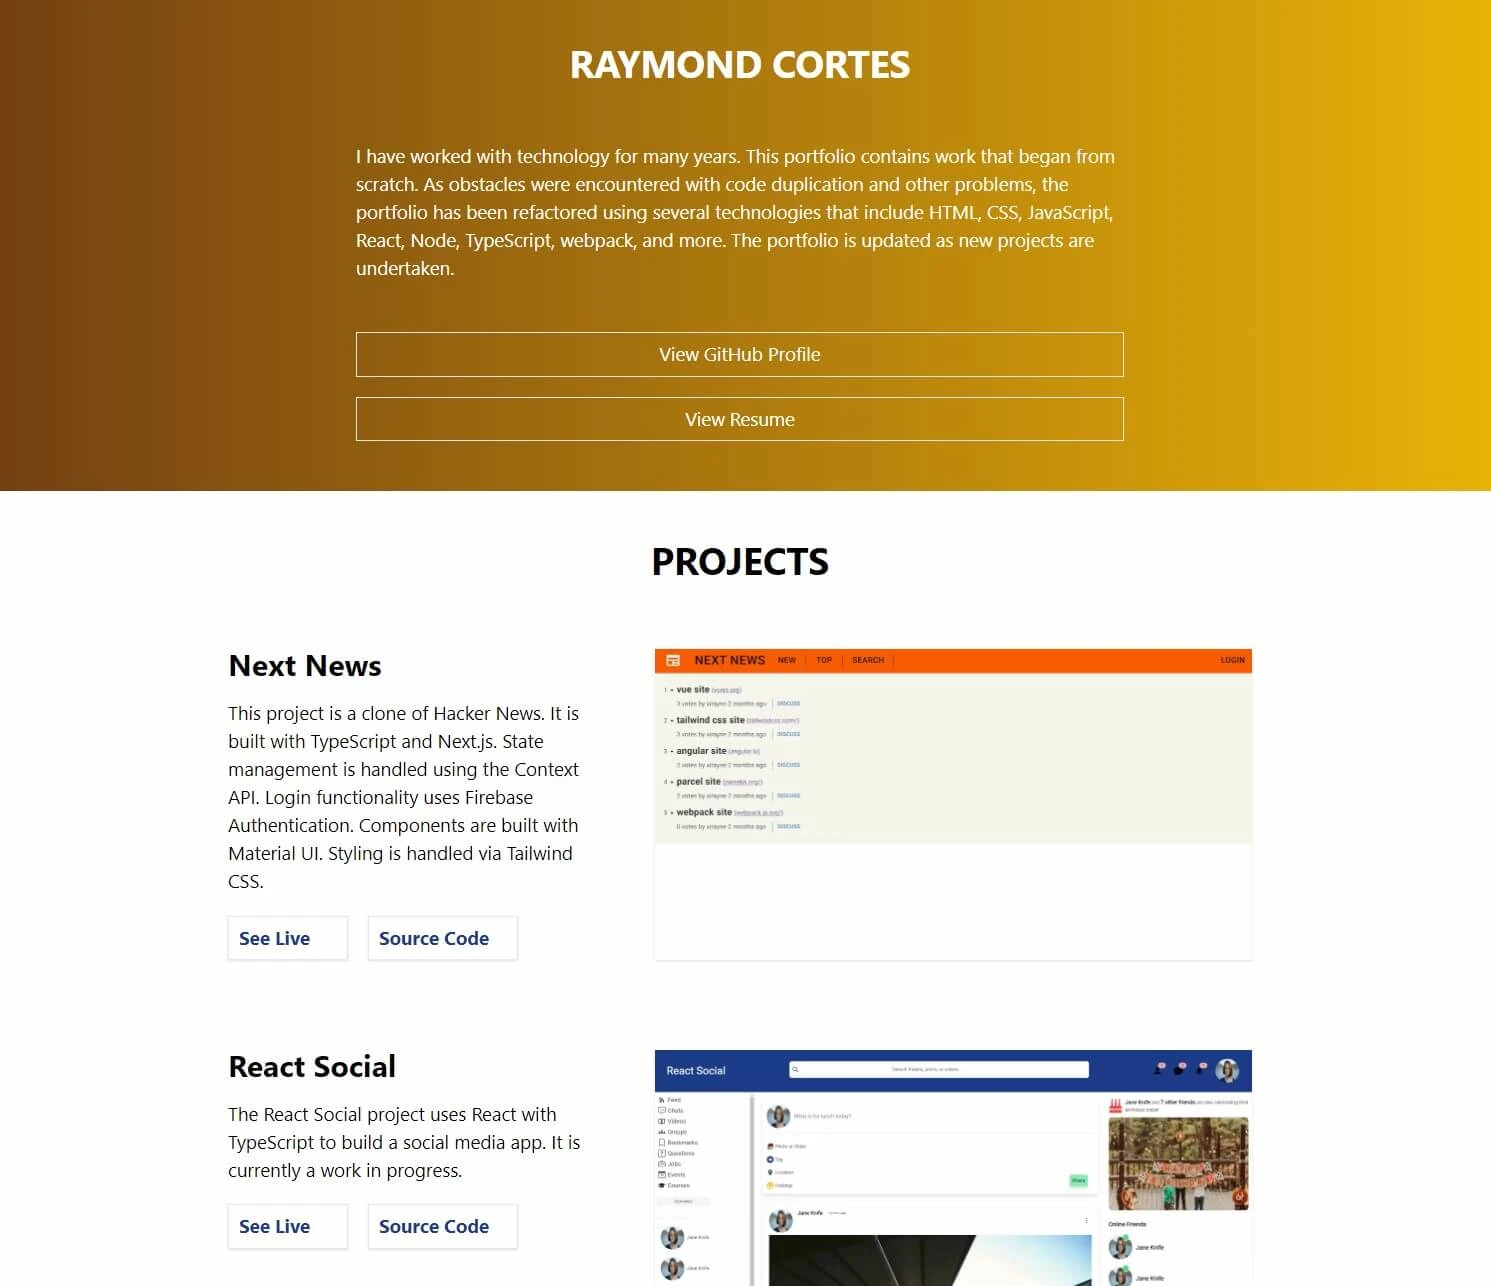 RAYMOND CORTES
I have worked with technology for many years. This portfolio contains work that began from
scratch. As obstacles were encountered with code duplication and other problems, the
portfolio has been refactored using several technologies that include HTML, CSS, JavaScript,
React, Node, TypeScript, webpack, and more. The portfolio is updated as new projects are
undertaken.
View GitHub Profile
View Resume
PROJECTS
Next News
This project is a clone of Hacker News. It is
built with TypeScript and Next.js. State
management is handled using the Context
API. Login functionality uses Firebase
Authentication. Components are built with
Material UI. Styling is handled via Tailwind
CSS.
See Live
Source Code
NEXT NEWS NEW | TOP | SEARCH | LOGIN
1 vue site (vuejs.org)
3 votes by xirayne 2 months ago | DISCUSS
2 tailwind css site (tailwindcss.com/)
3 votes by xirayne 2 months ago | DISCUSS
3 angular site (angular.io)
2 votes by xirayne 2 months ago | DISCUSS
4 parcel site (parceljs.org/)
2 votes by xirayne 2 months ago | DISCUSS
5 webpack site (webpack.js.org/)
0 votes by xirayne 2 months ago | DISCUSS
React Social
The React Social project uses React with
TypeScript to build a social media app. It is
currently a work in progress.
See Live
Source Code
React Social
Search friends, posts, or videos
Feed
Chats
Videos
Groups
Bookmarks
Questions
Jobs
Events
Courses
Show More
Jane Knife
Jane Knife
What is for lunch today?
Photo or Video
Tag
Location
Feelings
Share
Jane Knife
Jane Knife and 7 other friends are also celebrating their
birthdays today!
Online Friends
Jane Knife
Jane Knife